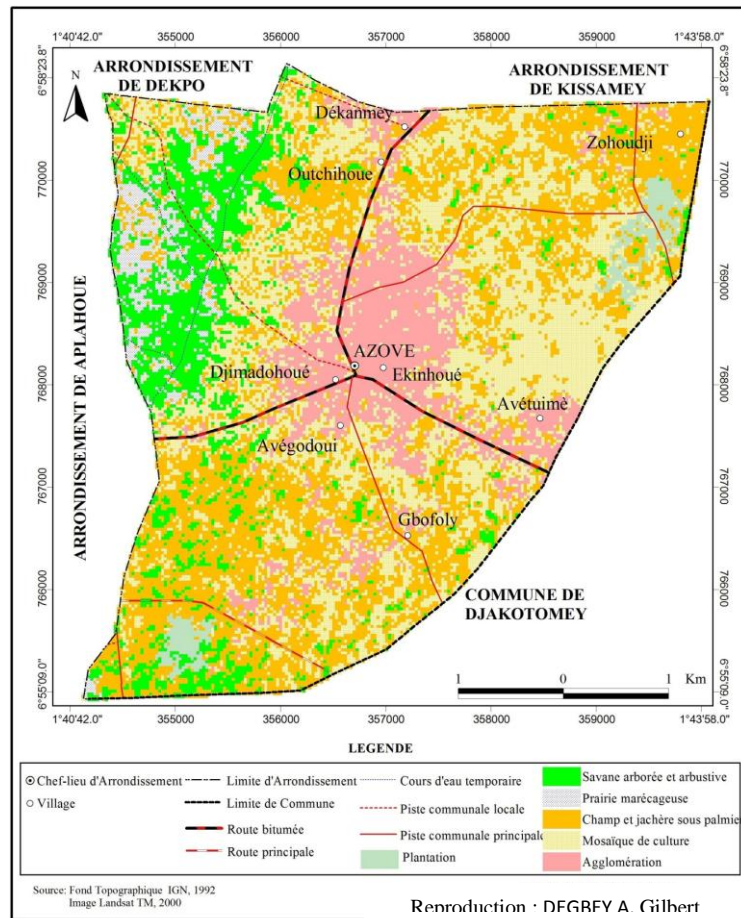 1°40'42.0" 355000 356000 357000 358000 359000 1°43'58.0"
6°58'23.8" 6°58'23.8"
N
ARRONDISSEMENT
DE DEKPO
ARRONDISSEMENT
DE KISSAMEY
Dékanmey
Zohoudji
Outchihoue
770000 770000
769000 769000
768000 768000
767000 767000
766000 766000
ARRONDISSEMENT DE APLAHOUE
AZOVE
Djimadohoué
Ekinhoué
Avétuimè
Avégodoui
Gbofoly
COMMUNE DE
DJAKOTOMEY
1 0 1 Km
6°55'09.0" 6°55'09.0"
1°40'42.0" 355000 356000 357000 358000 359000 1°43'58.0"
LEGENDE
Chef-lieu d'Arrondissement
Village
Limite d'Arrondissement
Limite de Commune
Route bitumée
Route principale
Cours d'eau temporaire
Piste communale locale
Piste communale principale
Plantation
Savane arborée et arbustive
Prairie marécageuse
Champ et jachère sous palmier
Mosaïque de culture
Agglomération
Source: Fond Topographique IGN, 1992
Image Landsat TM, 2000
Reproduction : DEGBEY A. Gilbert